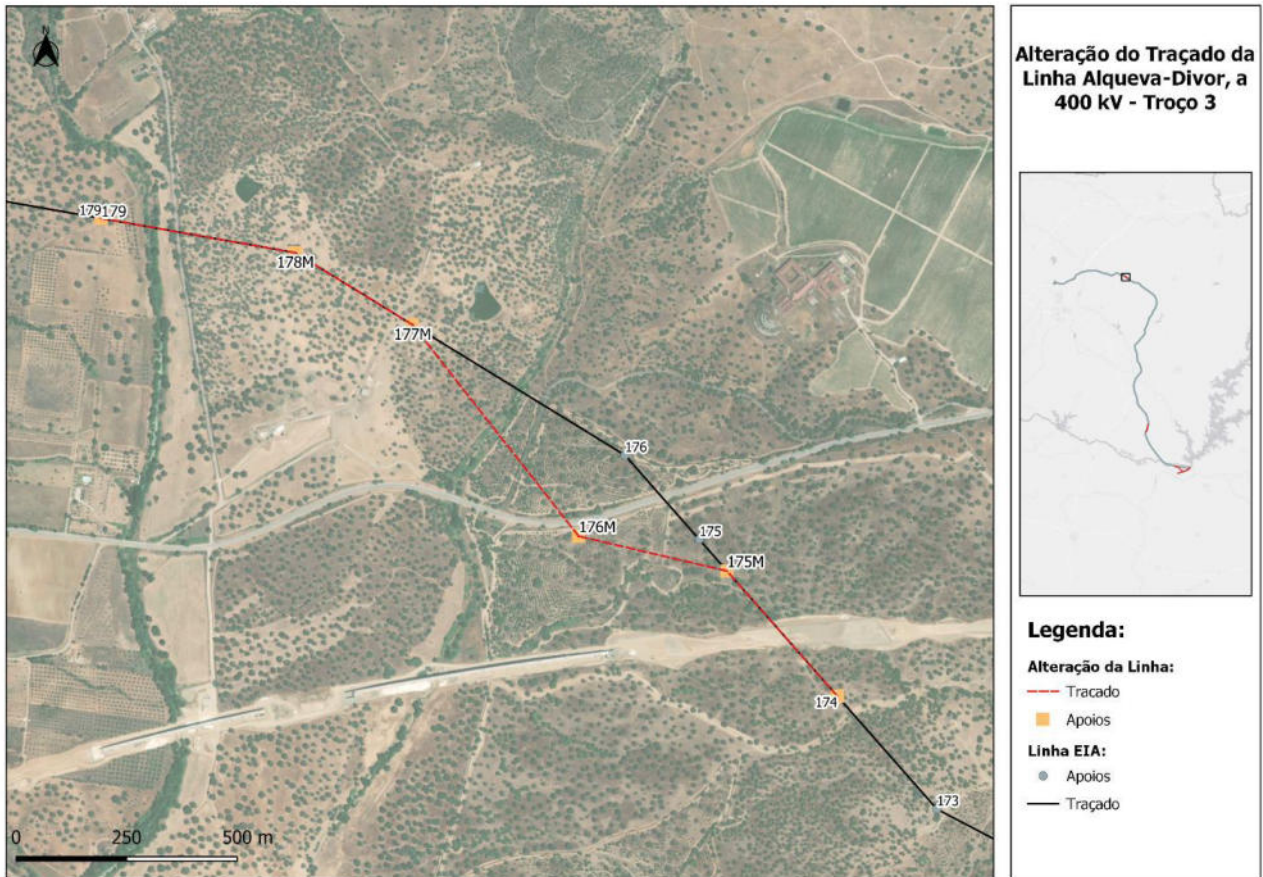 N
179179
178M
177M
176
176M
175
175M
174
173
0 250 500 m
Alteração do Traçado da
Linha Alqueva-Divor, a
400 kV - Troço 3
Legenda:
Alteração da Linha:
Tracado
Apoios
Linha EIA:
Apoios
Traçado